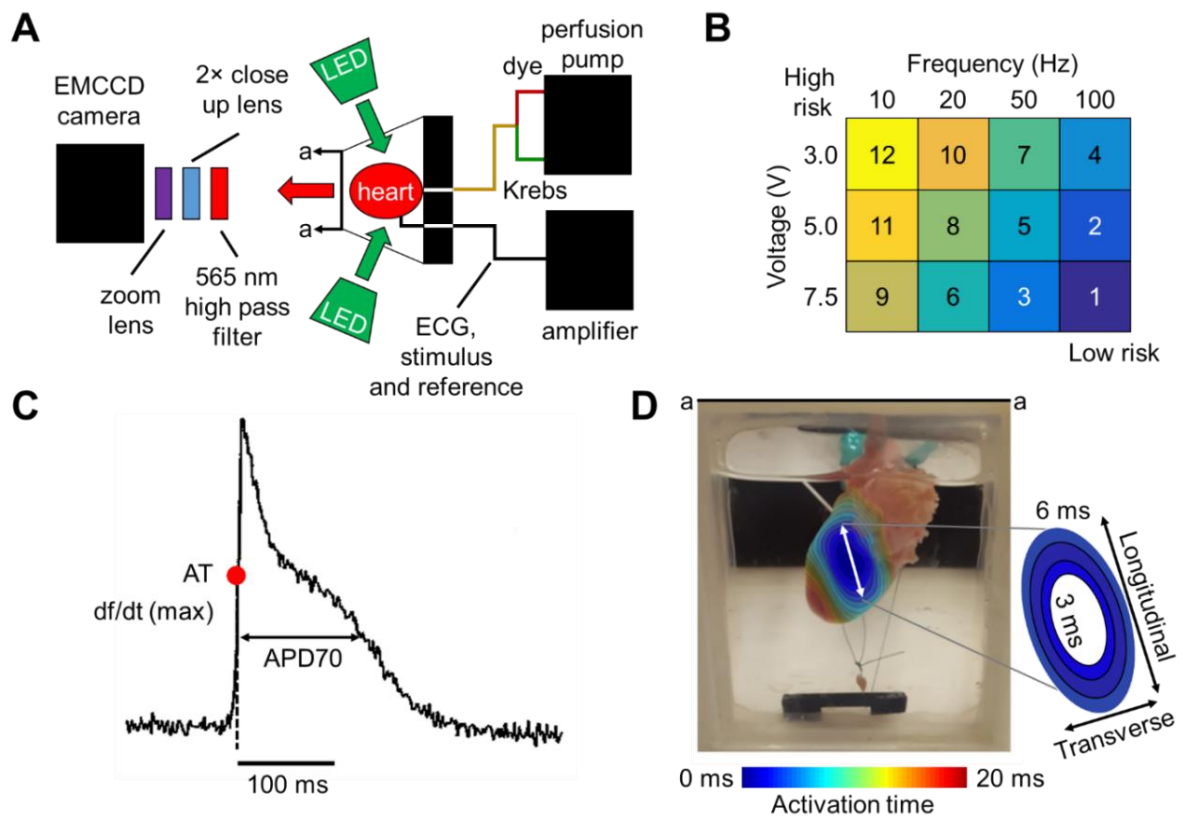 A
EMCCD
camera
2× close
up lens
LED
a
heart
a
LED
dye
perfusion
pump
Krebs
zoom
lens
565 nm
high pass
filter
ECG,
stimulus
and reference
amplifier
B
High
risk
Frequency (Hz)
10 20 50 100
Voltage (V)
3.0 12 10 7 4
5.0 11 8 5 2
7.5 9 6 3 1
Low risk
C
AT
df/dt (max)
APD70
100 ms
D
a a
6 ms
3 ms
Longitudinal
Transverse
0 ms 20 ms
Activation time